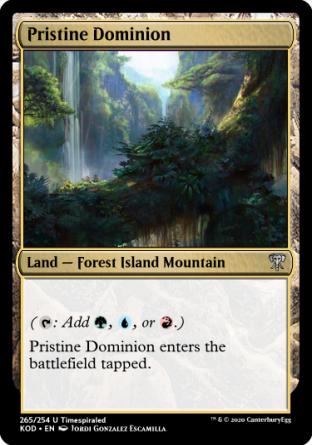 Pristine Dominion
Land — Forest Island Mountain
( : Add , , or .)
Pristine Dominion enters the
battlefield tapped.
265/254 U Timespiraled
KOD • EN Jordi Gonzalez Escamilla
™ & © 2020 CanterburyEgg